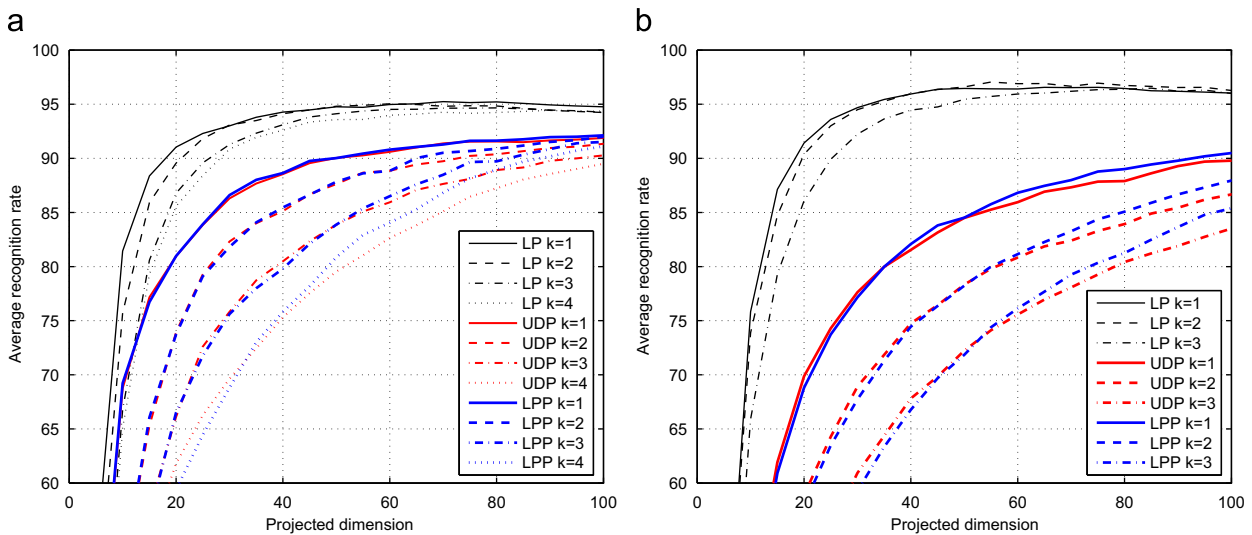 a
100
95
90
85
80
75
70
65
60
Average recognition rate
0
20
40
60
80
100
Projected dimension
LP k=1
LP k=2
LP k=3
LP k=4
UDP k=1
UDP k=2
UDP k=3
UDP k=4
LPP k=1
LPP k=2
LPP k=3
LPP k=4
b
100
95
90
85
80
75
70
65
60
Average recognition rate
0
20
40
60
80
100
Projected dimension
LP k=1
LP k=2
LP k=3
UDP k=1
UDP k=2
UDP k=3
LPP k=1
LPP k=2
LPP k=3